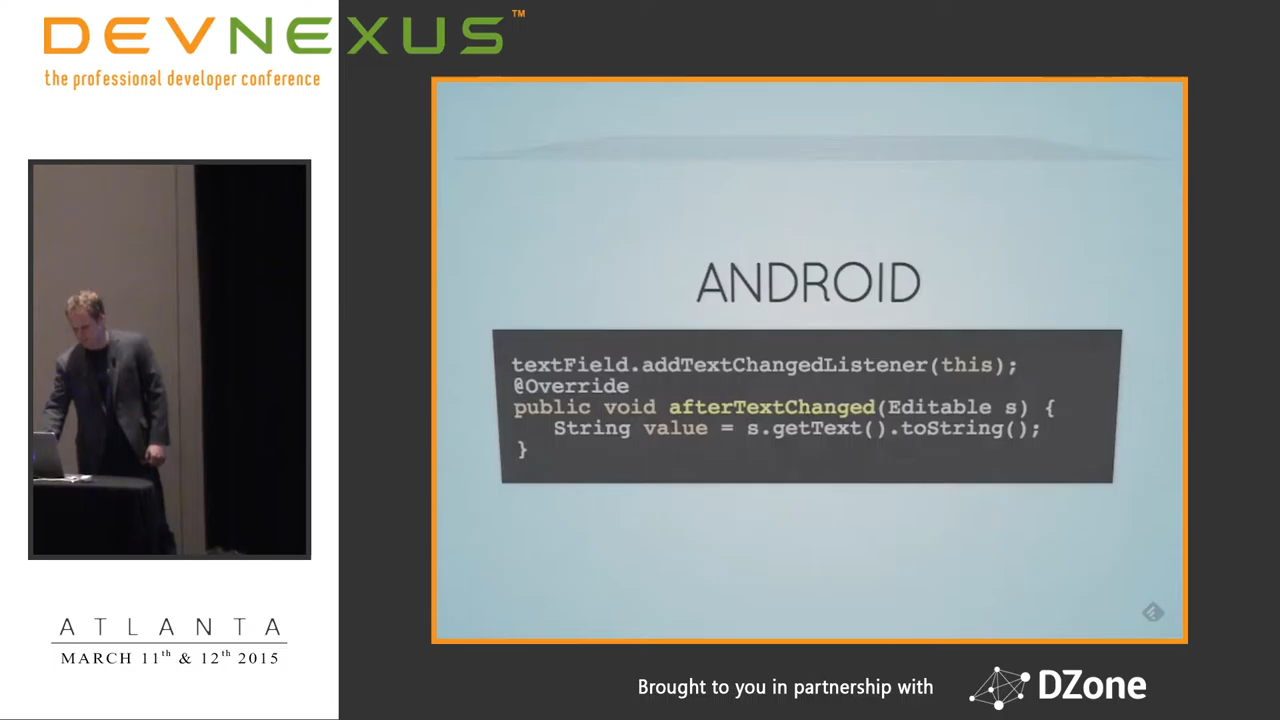 DEVNEXUS™
the professional developer conference
ANDROID
textField.addTextChangedListener(this);
@Override
public void afterTextChanged(Editable s) {
String value = s.getText().toString();
}
ATLANTA
MARCH 11th & 12th 2015
Brought to you in partnership with DZone